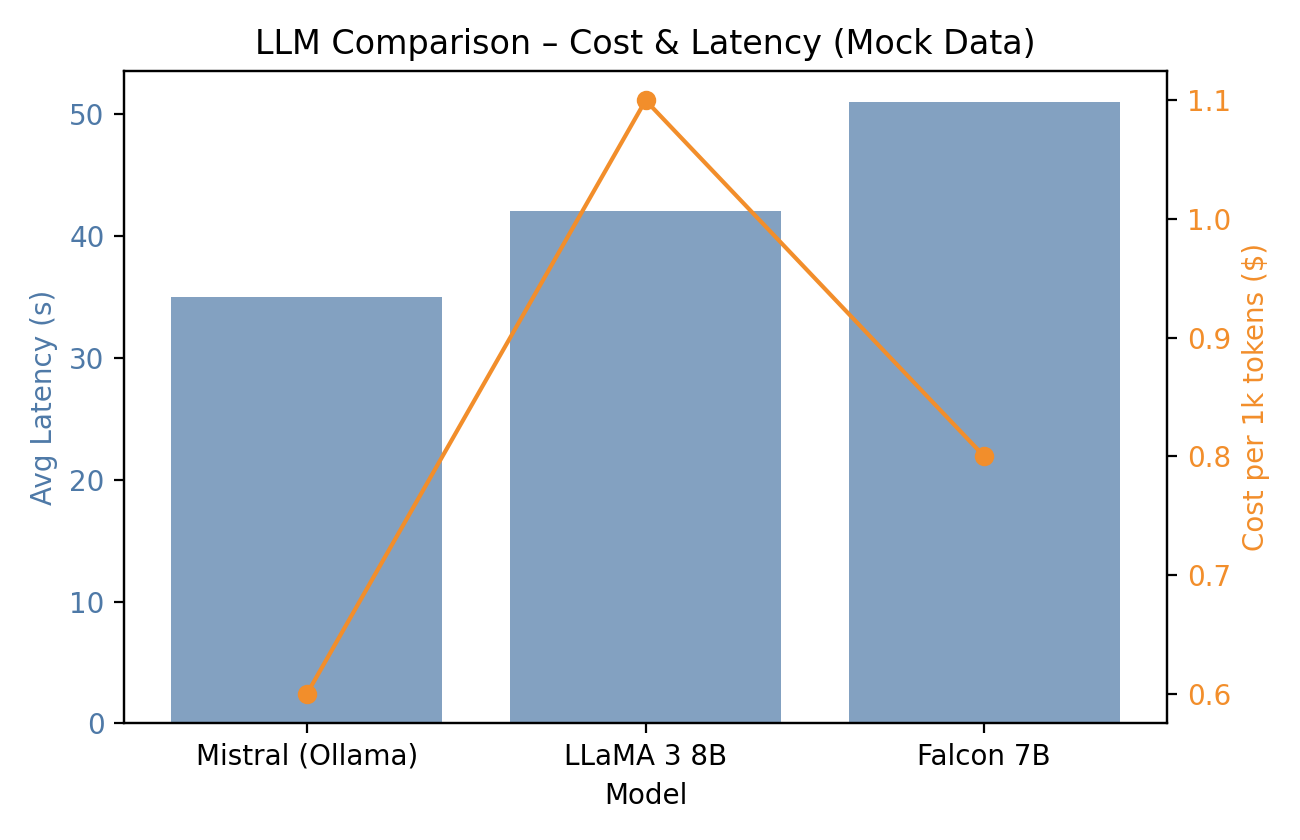 LLM Comparison – Cost & Latency (Mock Data)
Avg Latency (s)
50
40
30
20
10
0
Mistral (Ollama)
LLaMA 3 8B
Falcon 7B
Model
1.1
1.0
0.9
0.8
0.7
0.6
Cost per 1k tokens ($)